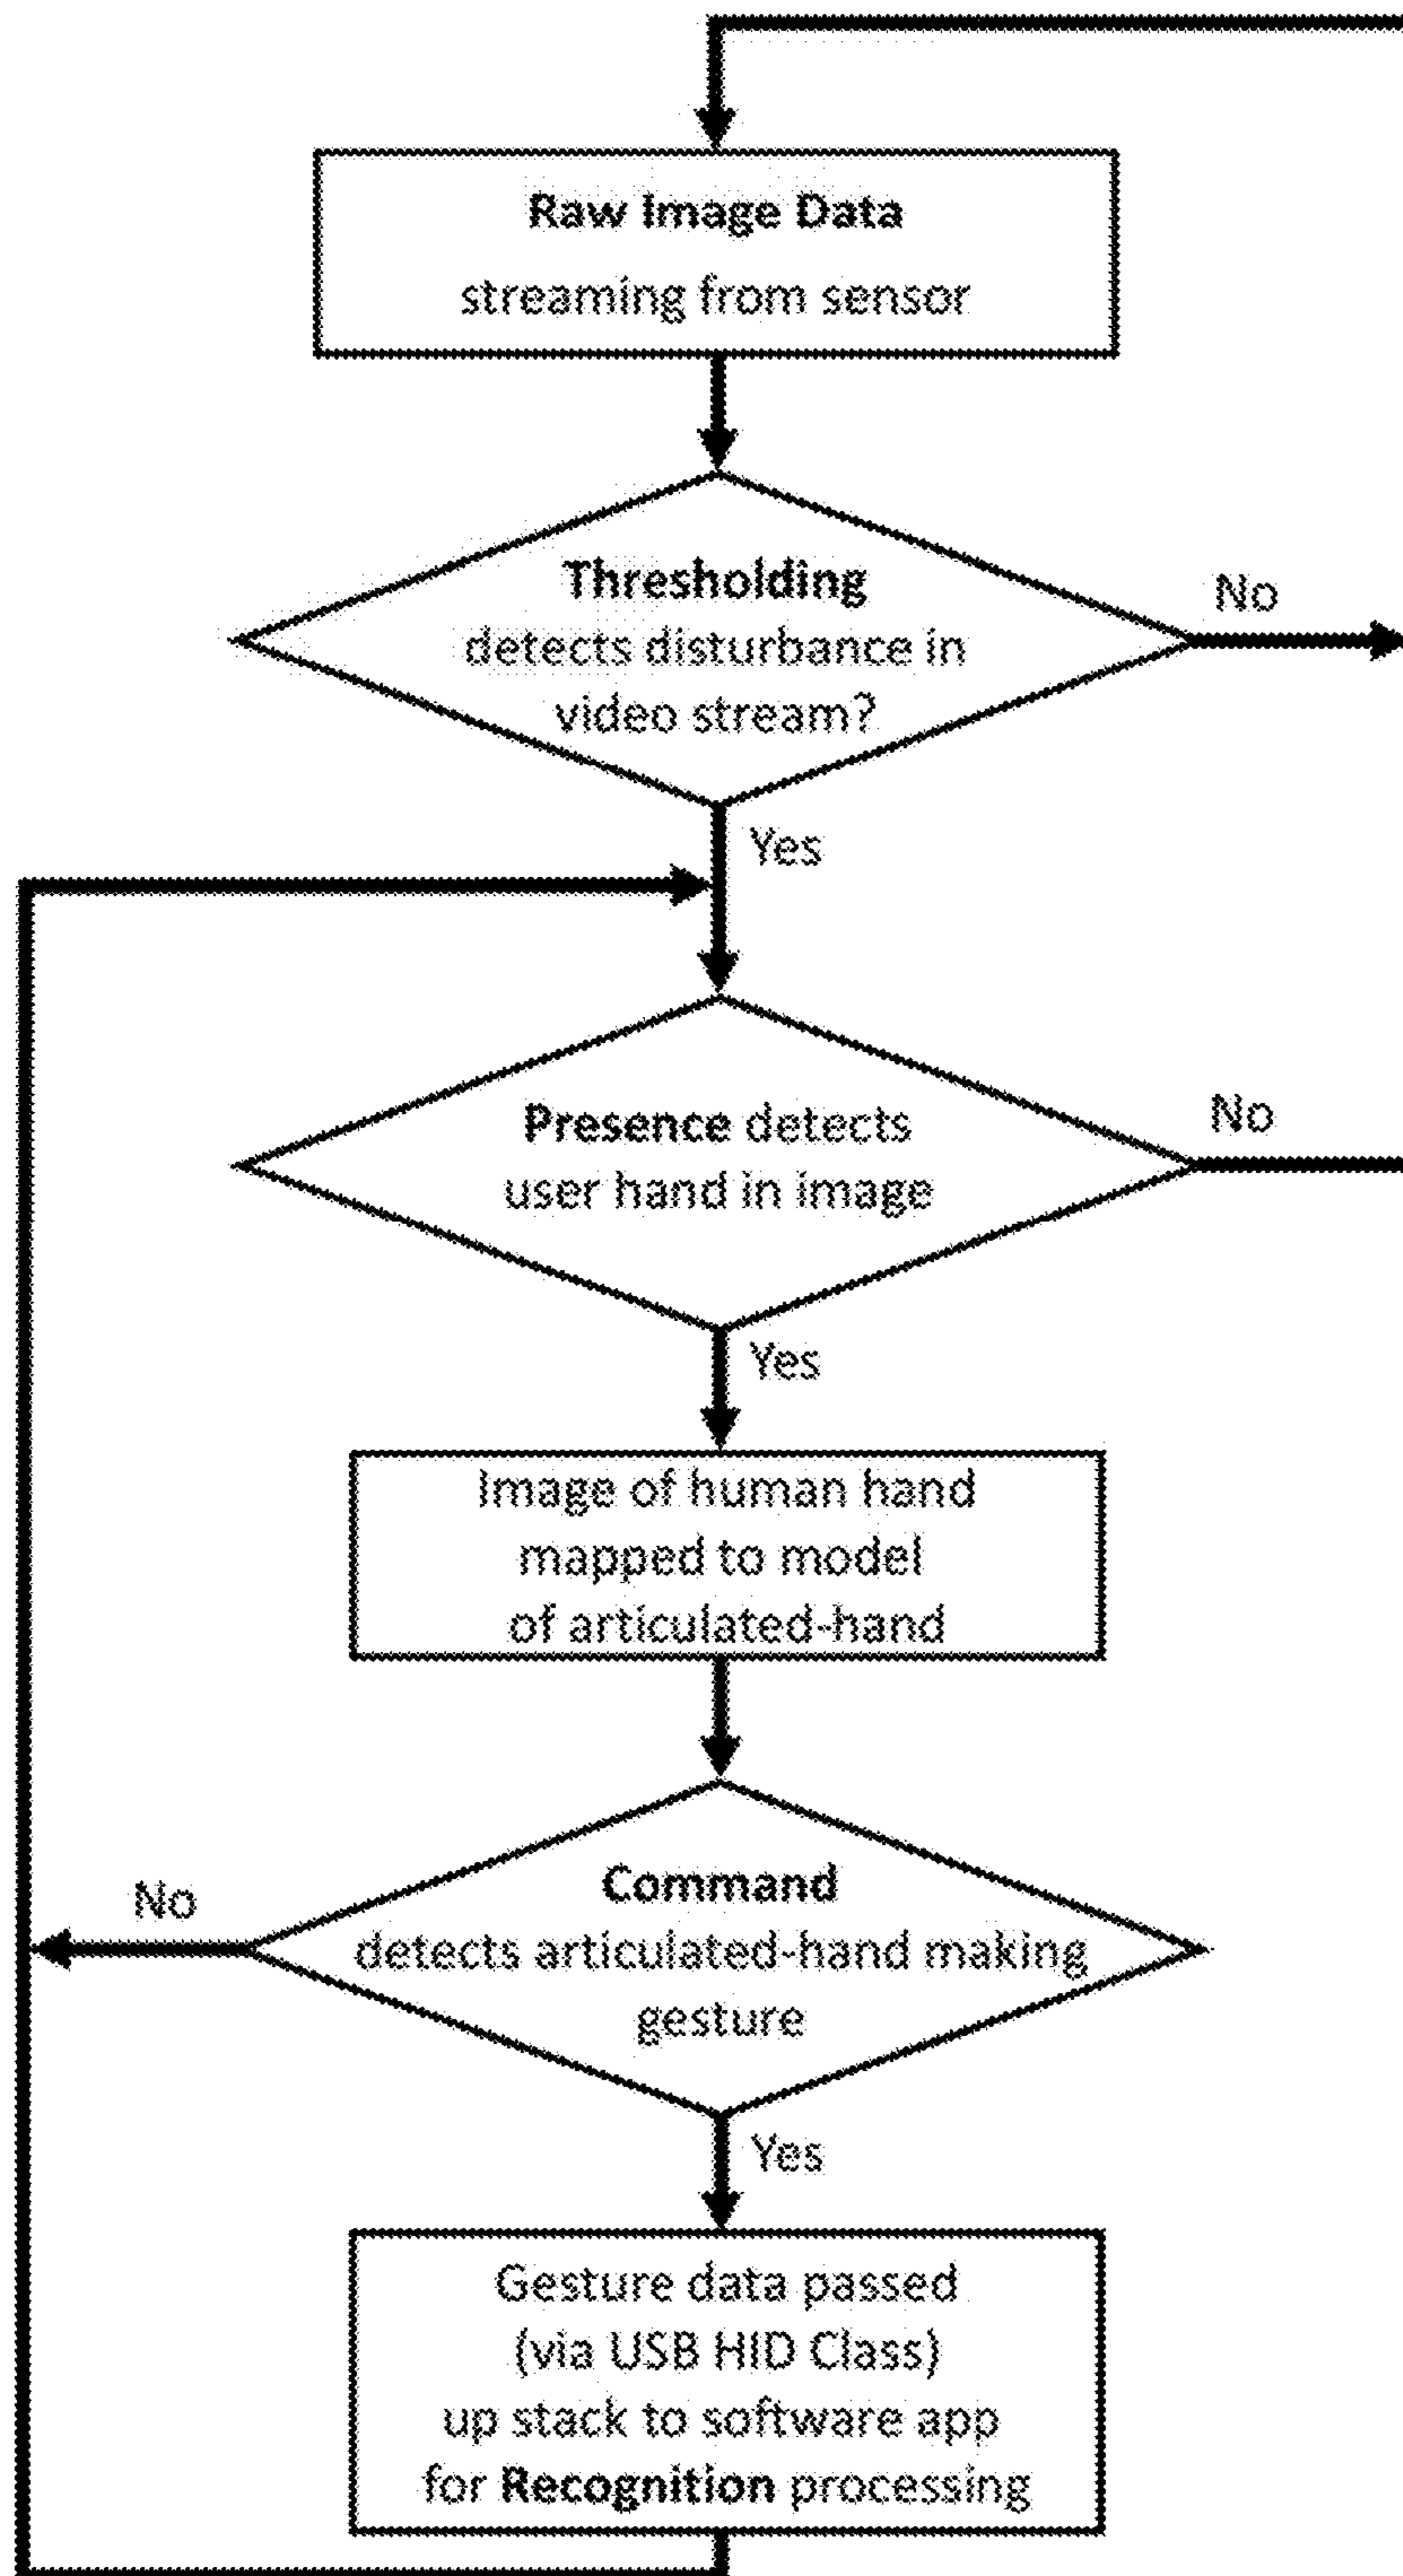 Raw Image Data
streaming from sensor
Thresholding
detects disturbance in
video stream?
No
Yes
Presence detects
user hand in image
No
Yes
Image of human hand
mapped to model
of articulated-hand
Command
detects articulated-hand making
gesture
No
Yes
Gesture data passed
(via USB HID Class)
up stack to software app
for Recognition processing